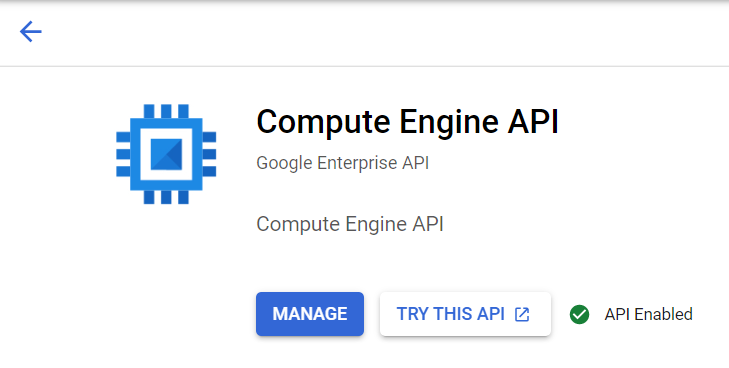 Compute Engine API
Google Enterprise API
Compute Engine API
MANAGE
TRY THIS API
API Enabled